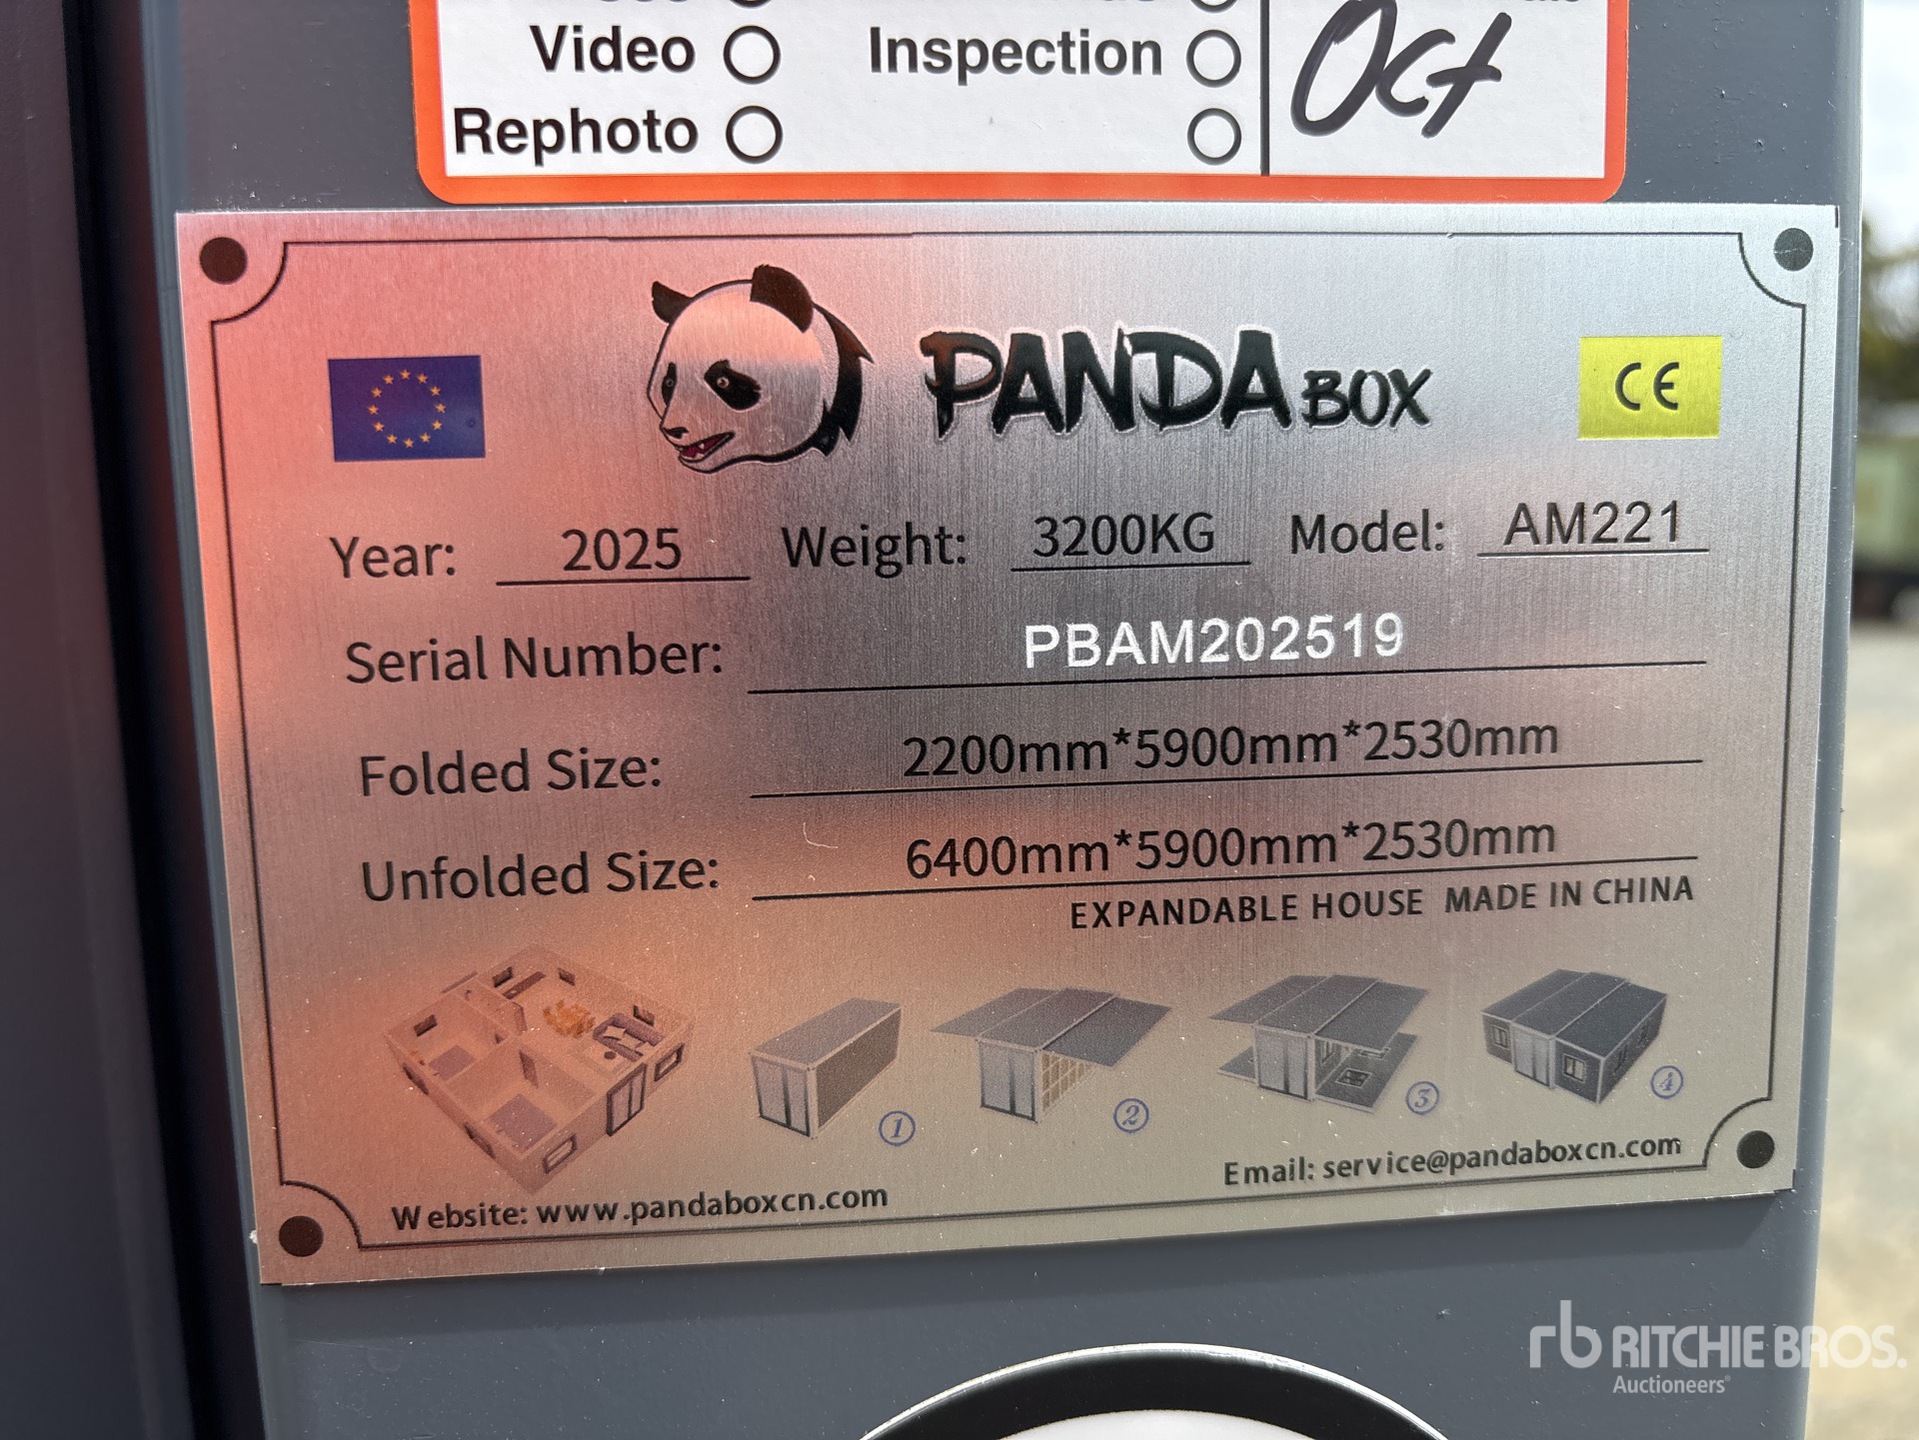 Video
Inspection
Oct
Rephoto
PANDA BOX
CE
Year: 2025 Weight: 3200KG Model: AM221
Serial Number: PBAM202519
Folded Size: 2200mm*5900mm*2530mm
Unfolded Size: 6400mm*5900mm*2530mm
EXPANDABLE HOUSE MADE IN CHINA
1
2
3
4
Website: www.pandaboxcn.com
Email: service@pandaboxcn.com
rb RITCHIE BROS.
Auctioneers®